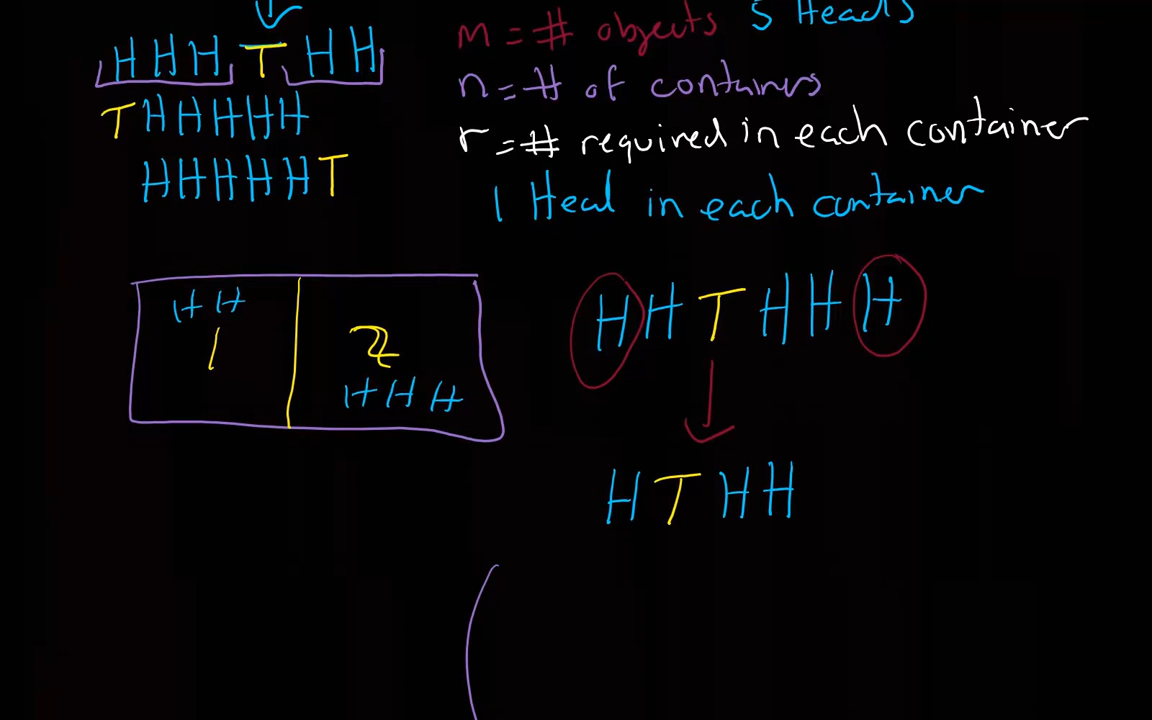 HHHTHH
THHHHH
HHHHHT
m = # objects 5 Heads
n = # of containers
r = # required in each container
1 Head in each container
HH
1
2
HHH
HHTHHH
HTHH
(